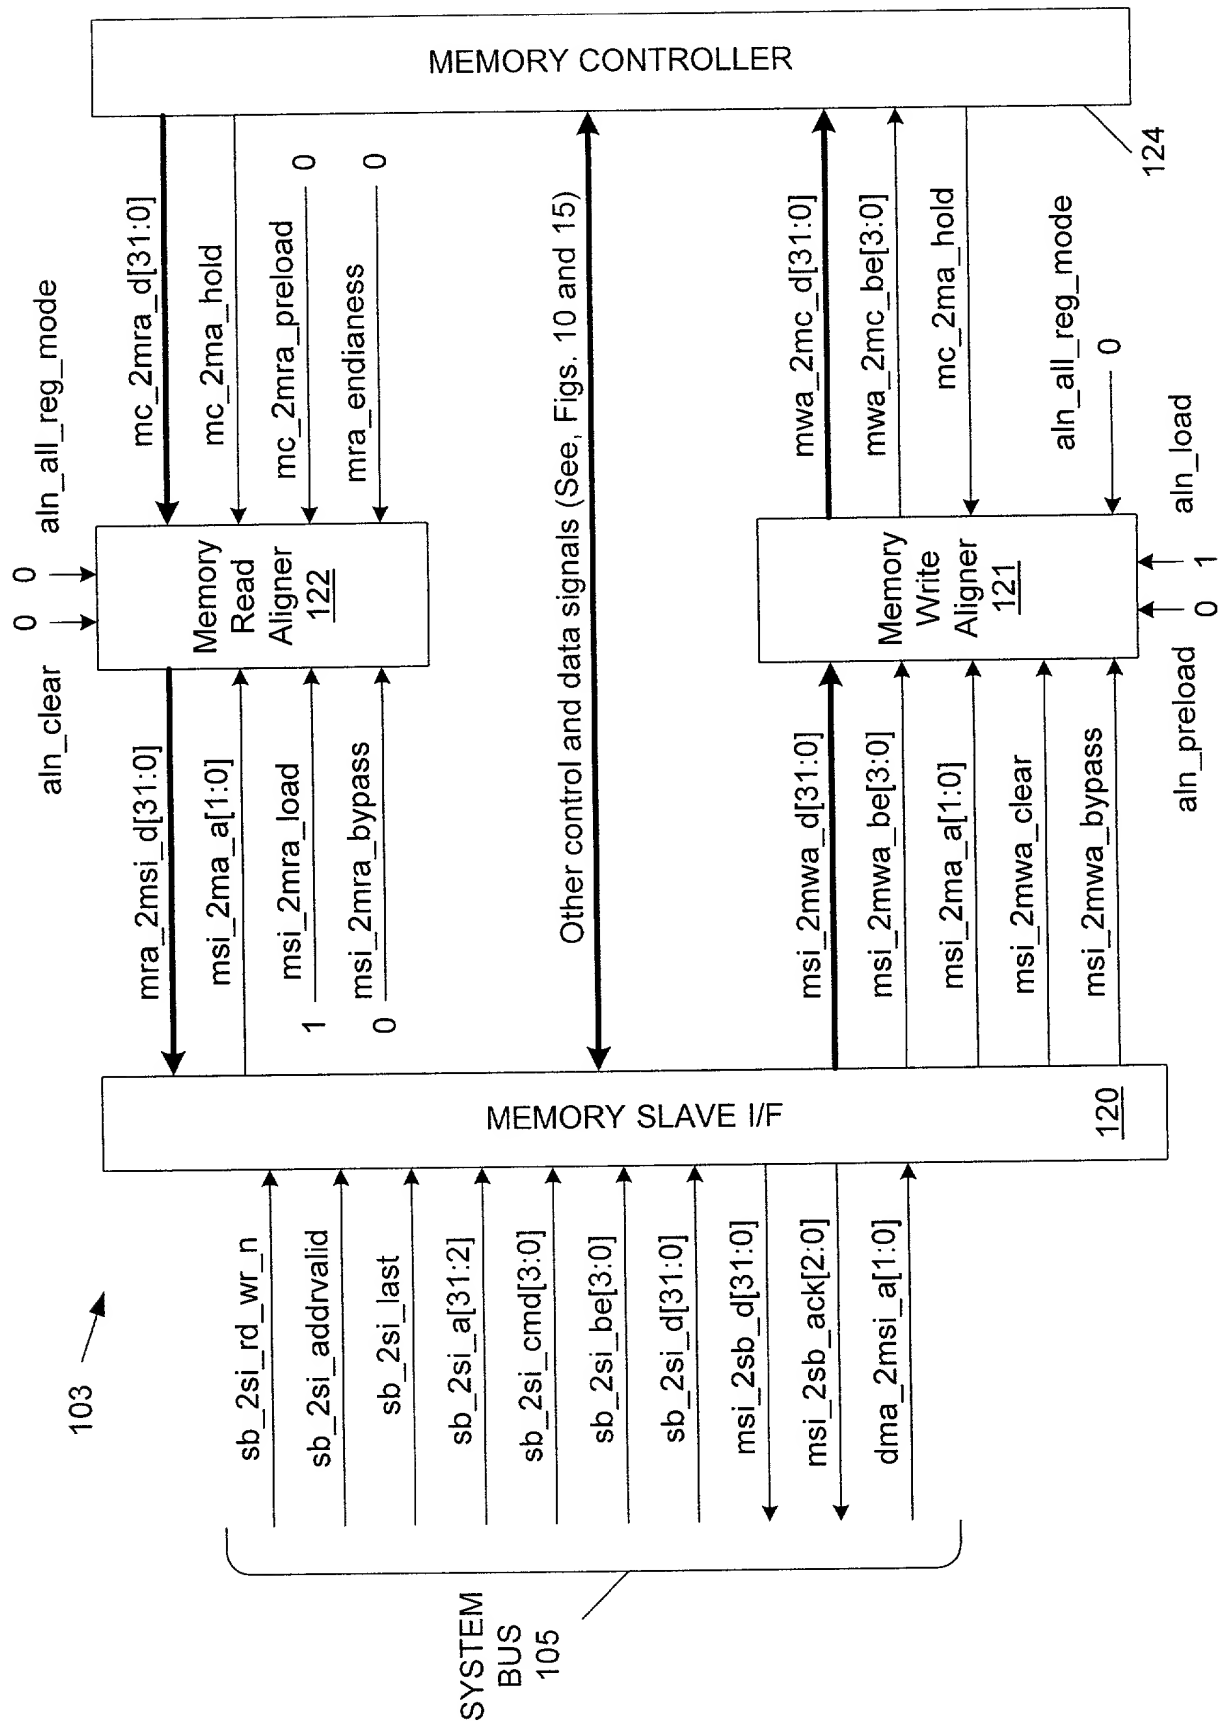 103
SYSTEM
BUS
105
sb_2si_rd_wr_n
sb_2si_addrvalid
sb_2si_last
sb_2si_a[31:2]
sb_2si_cmd[3:0]
sb_2si_be[3:0]
sb_2si_d[31:0]
msi_2sb_d[31:0]
msi_2sb_ack[2:0]
dma_2msi_a[1:0]
MEMORY SLAVE I/F
120
mra_2msi_d[31:0]
msi_2ma_a[1:0]
msi_2mra_load
1
msi_2mra_bypass
0
aln_clear
0
0
aln_all_reg_mode
Memory
Read
Aligner
122
mc_2mra_d[31:0]
mc_2ma_hold
mc_2mra_preload
0
mra_endianess
0
Other control and data signals (See, Figs. 10 and 15)
msi_2mwa_d[31:0]
msi_2mwa_be[3:0]
msi_2ma_a[1:0]
msi_2mwa_clear
msi_2mwa_bypass
Memory
Write
Aligner
121
aln_preload
0
1
aln_load
mwa_2mc_d[31:0]
mwa_2mc_be[3:0]
mc_2ma_hold
aln_all_reg_mode
0
MEMORY CONTROLLER
124